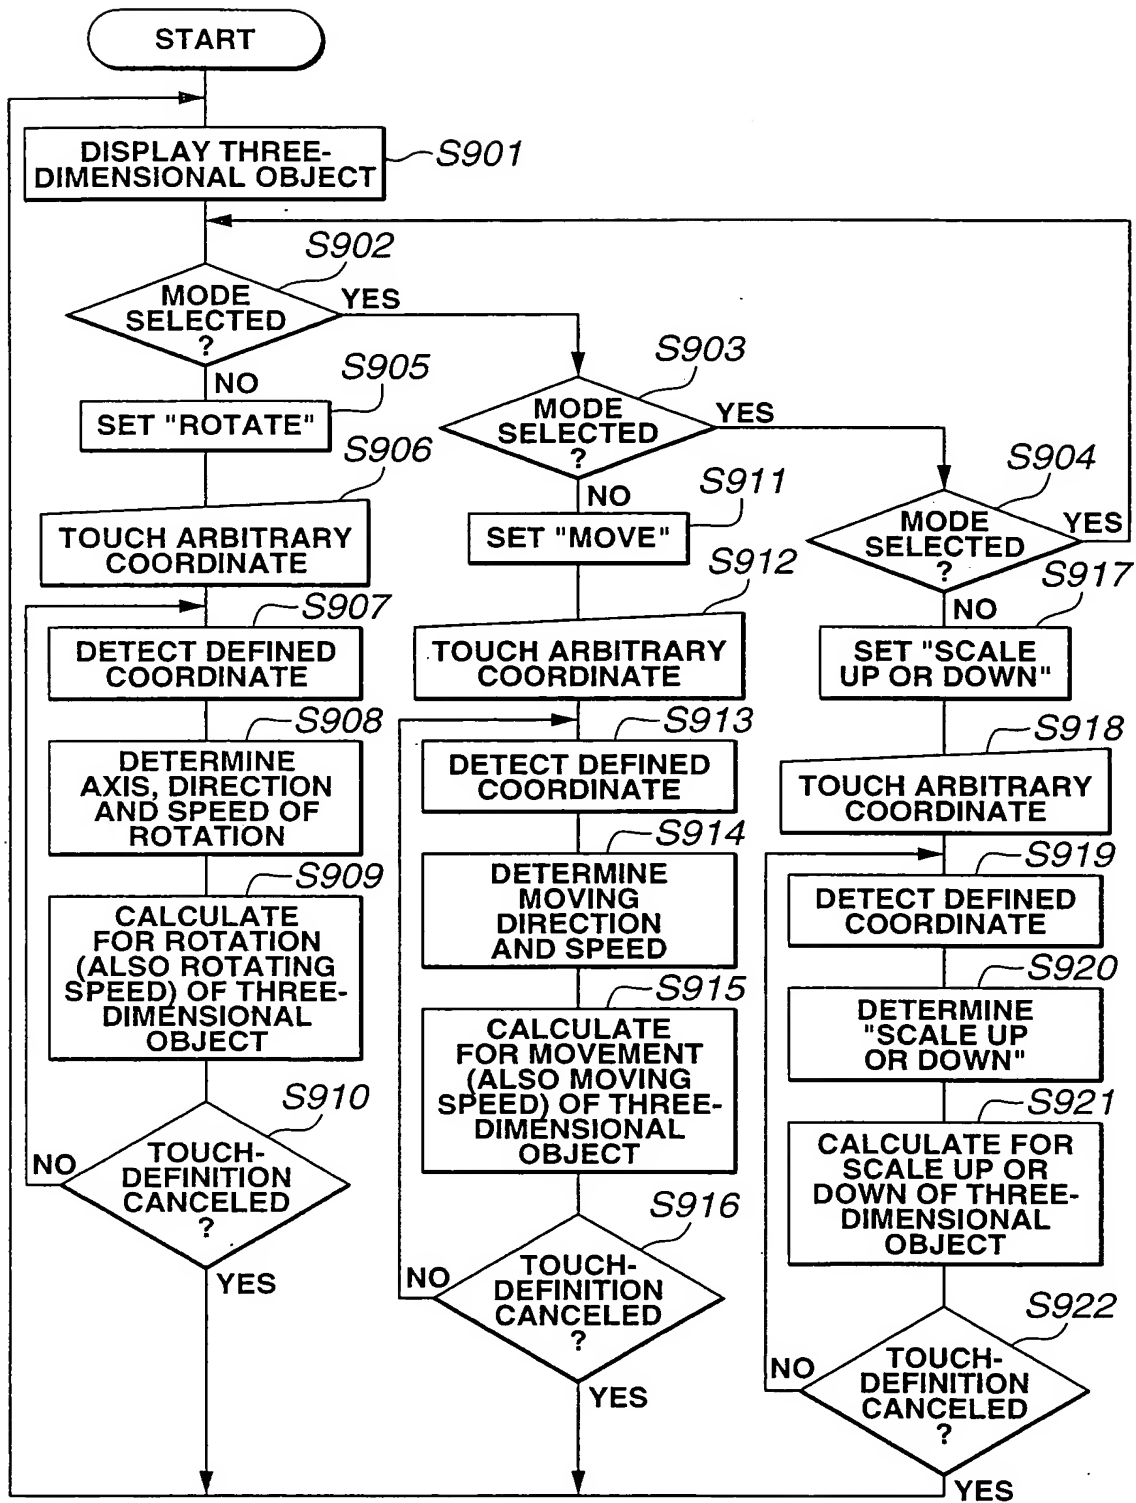 START
DISPLAY THREE-
DIMENSIONAL OBJECT
S901
S902
MODE
SELECTED
?
YES
NO
S905
SET "ROTATE"
S906
TOUCH ARBITRARY
COORDINATE
S907
DETECT DEFINED
COORDINATE
S908
DETERMINE
AXIS, DIRECTION
AND SPEED OF
ROTATION
S909
CALCULATE
FOR ROTATION
(ALSO ROTATING
SPEED) OF THREE-
DIMENSIONAL
OBJECT
S910
TOUCH-
DEFINITION
CANCELED
?
NO
YES
S903
MODE
SELECTED
?
YES
NO
S911
SET "MOVE"
S912
TOUCH ARBITRARY
COORDINATE
S913
DETECT DEFINED
COORDINATE
S914
DETERMINE
MOVING
DIRECTION
AND SPEED
S915
CALCULATE
FOR MOVEMENT
(ALSO MOVING
SPEED) OF THREE-
DIMENSIONAL
OBJECT
S916
TOUCH-
DEFINITION
CANCELED
?
NO
YES
S904
MODE
SELECTED
?
YES
NO
S917
SET "SCALE
UP OR DOWN"
S918
TOUCH ARBITRARY
COORDINATE
S919
DETECT DEFINED
COORDINATE
S920
DETERMINE
"SCALE UP
OR DOWN"
S921
CALCULATE FOR
SCALE UP OR
DOWN OF THREE-
DIMENSIONAL
OBJECT
S922
TOUCH-
DEFINITION
CANCELED
?
NO
YES